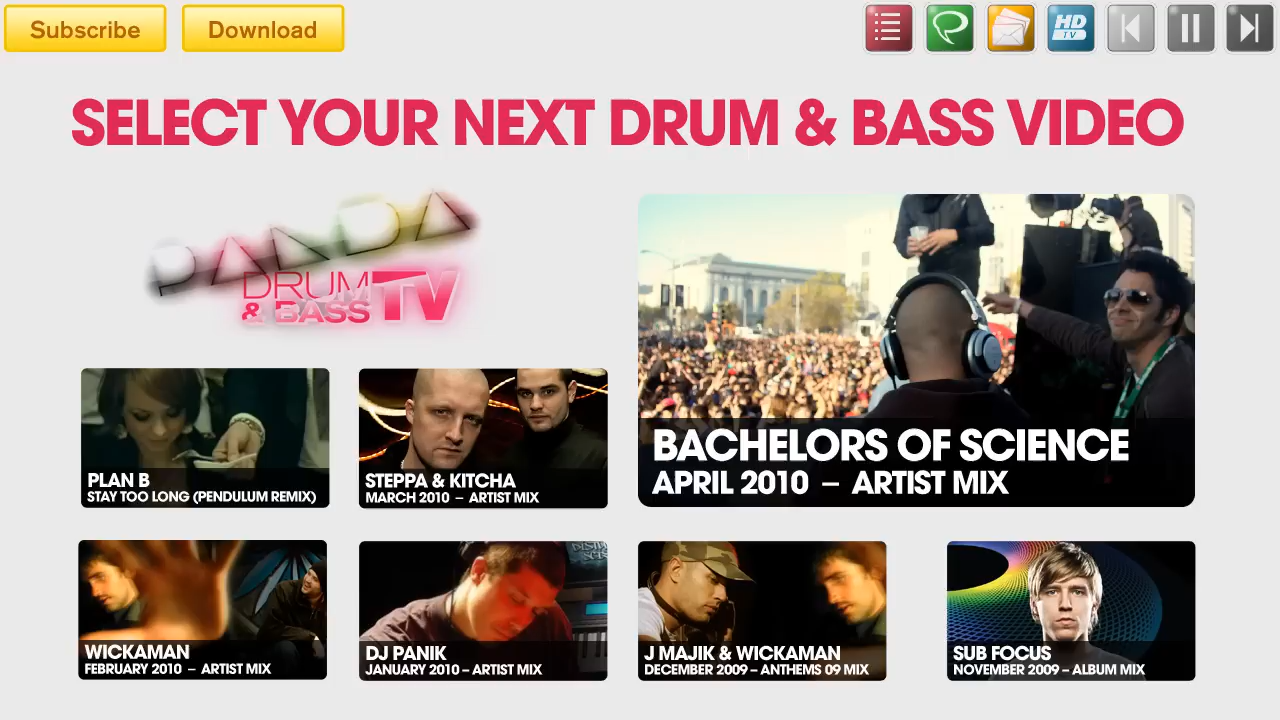 Subscribe
Download
HD
TV
SELECT YOUR NEXT DRUM & BASS VIDEO
PANDA
DRUM
& BASS TV
BACHELORS OF SCIENCE
APRIL 2010 – ARTIST MIX
PLAN B
STAY TOO LONG (PENDULUM REMIX)
STEPPA & KITCHA
MARCH 2010 – ARTIST MIX
WICKAMAN
FEBRUARY 2010 – ARTIST MIX
DJ PANIK
JANUARY 2010 – ARTIST MIX
J MAJIK & WICKAMAN
DECEMBER 2009 – ANTHEMS 09 MIX
SUB FOCUS
NOVEMBER 2009 – ALBUM MIX